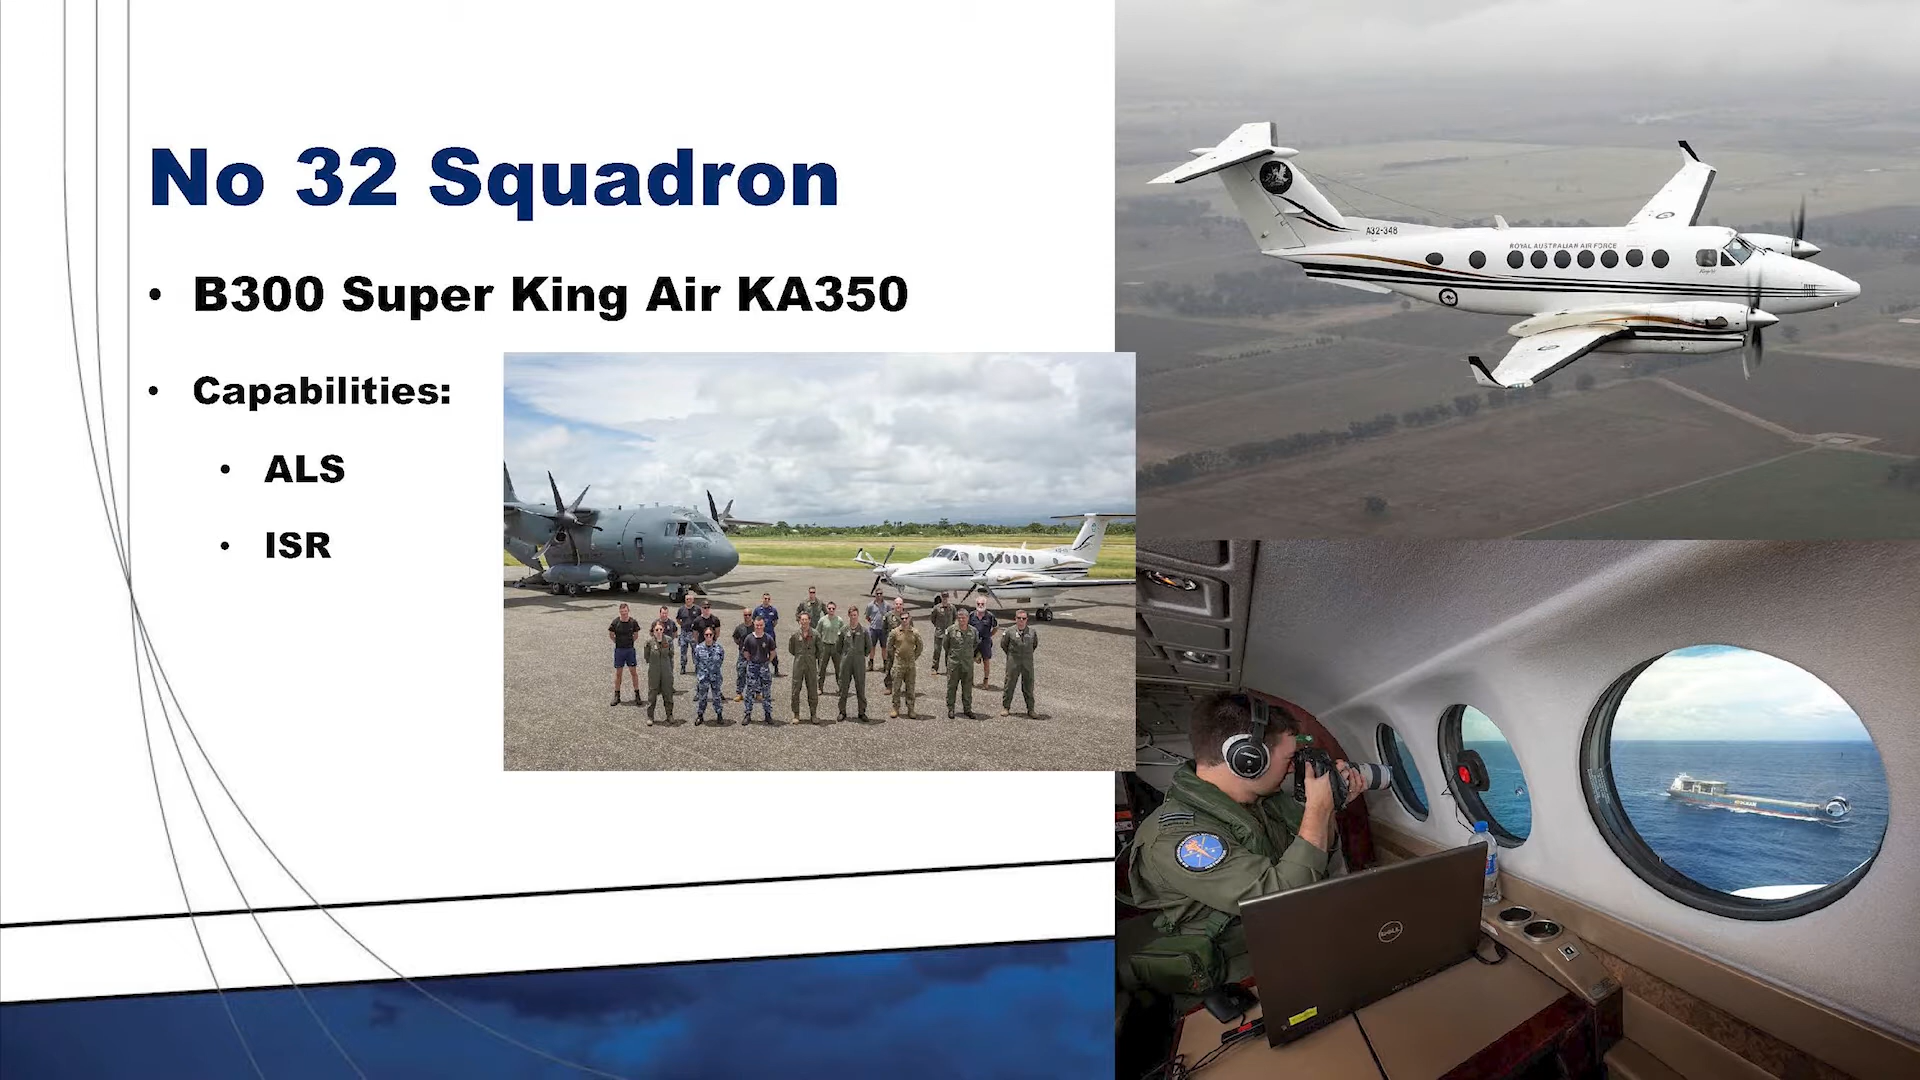 No 32 Squadron
• B300 Super King Air KA350
• Capabilities:
• ALS
• ISR
A32-348
ROYAL AUSTRALIAN AIR FORCE
DELL